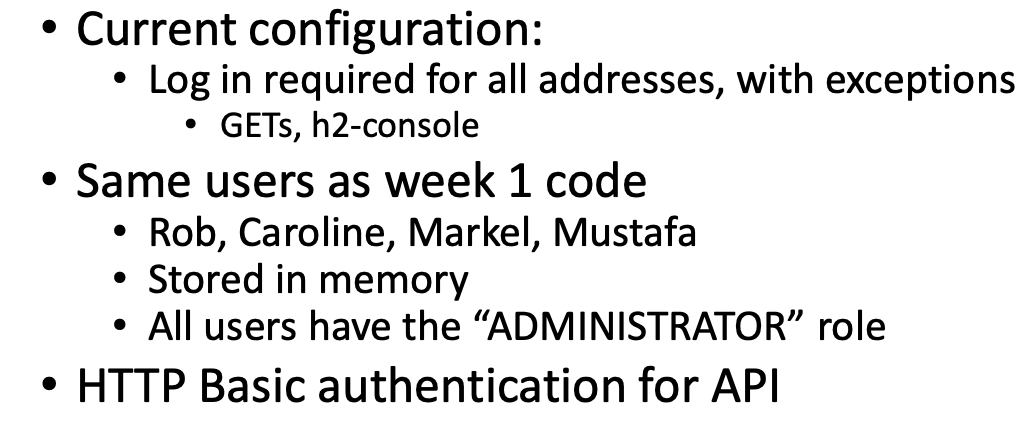 • Current configuration:
• Log in required for all addresses, with exceptions
• GETs, h2-console
• Same users as week 1 code
• Rob, Caroline, Markel, Mustafa
• Stored in memory
• All users have the “ADMINISTRATOR” role
• HTTP Basic authentication for API